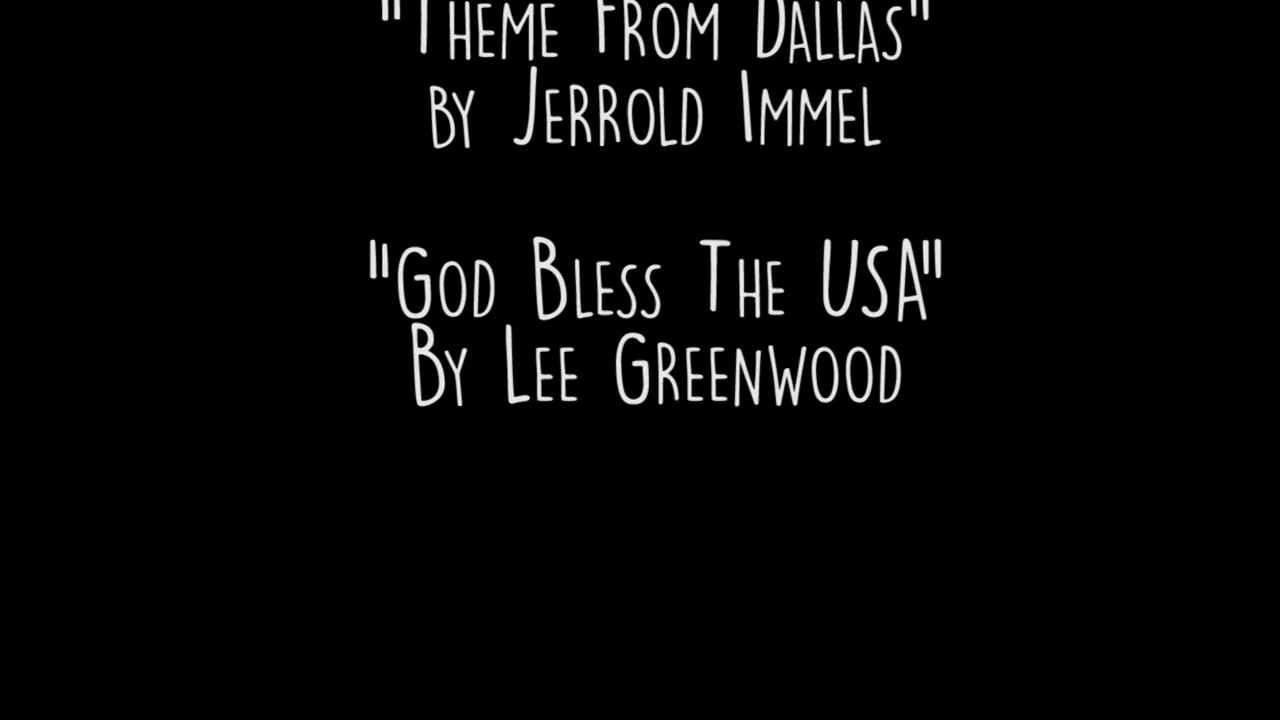 "Theme From Dallas"
by Jerrold Immel
"God Bless The USA"
By Lee Greenwood